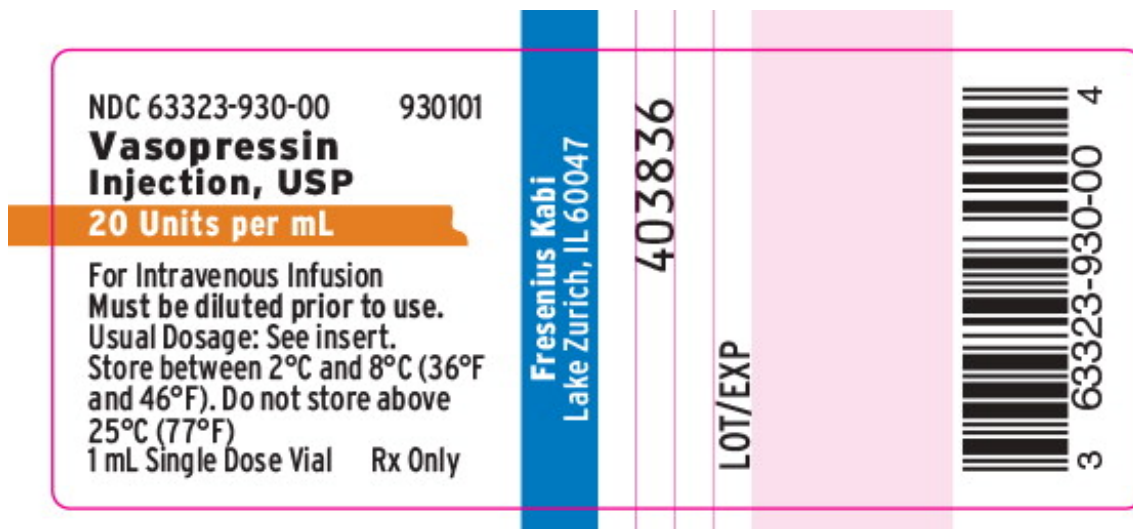 NDC 63323-930-00 930101
Vasopressin
Injection, USP
20 Units per mL
For Intravenous Infusion
Must be diluted prior to use.
Usual Dosage: See insert.
Store between 2°C and 8°C (36°F
and 46°F). Do not store above
25°C (77°F)
1 mL Single Dose Vial Rx Only
Fresenius Kabi
Lake Zurich, IL 60047
403836
LOT/EXP
3 63323-930-00 4